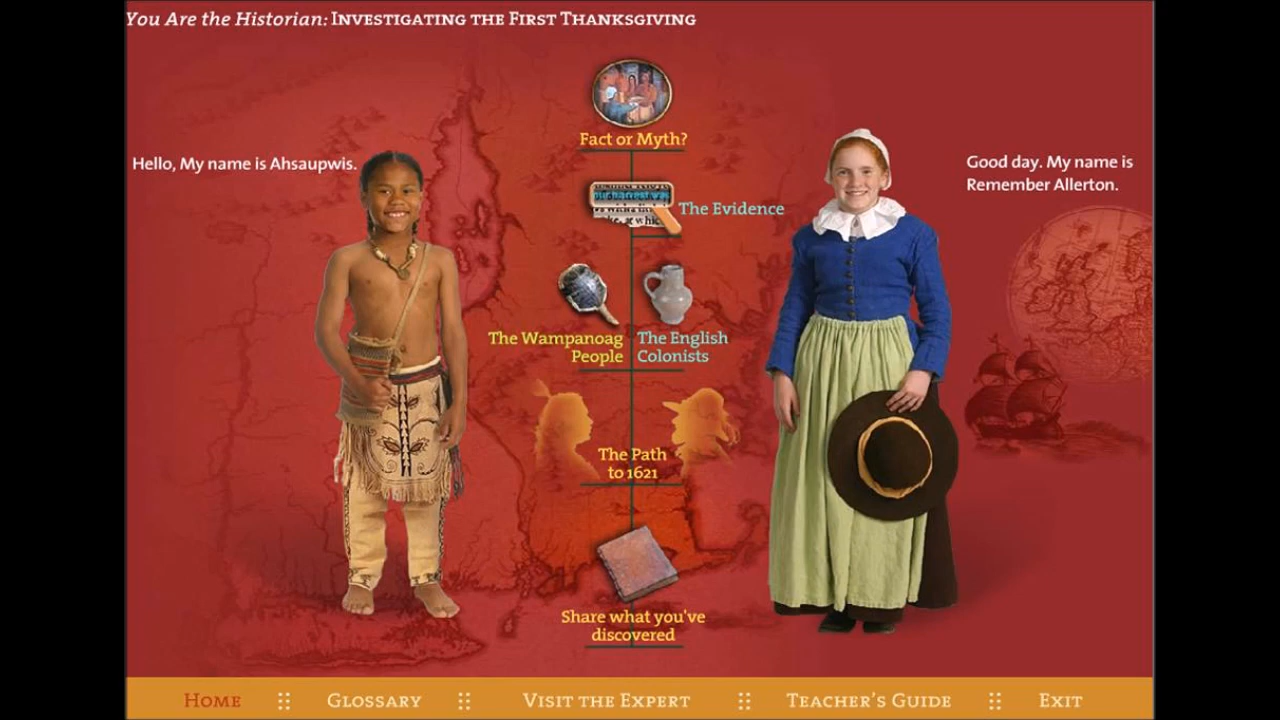 You Are the Historian: Investigating the First Thanksgiving
Fact or Myth?
Hello, My name is Ahsaupwis.
Good day. My name is
Remember Allerton.
The Evidence
The Wampanoag
People
The English
Colonists
The Path
to 1621
Share what you've
discovered
Home
Glossary
Visit the Expert
Teacher's Guide
Exit